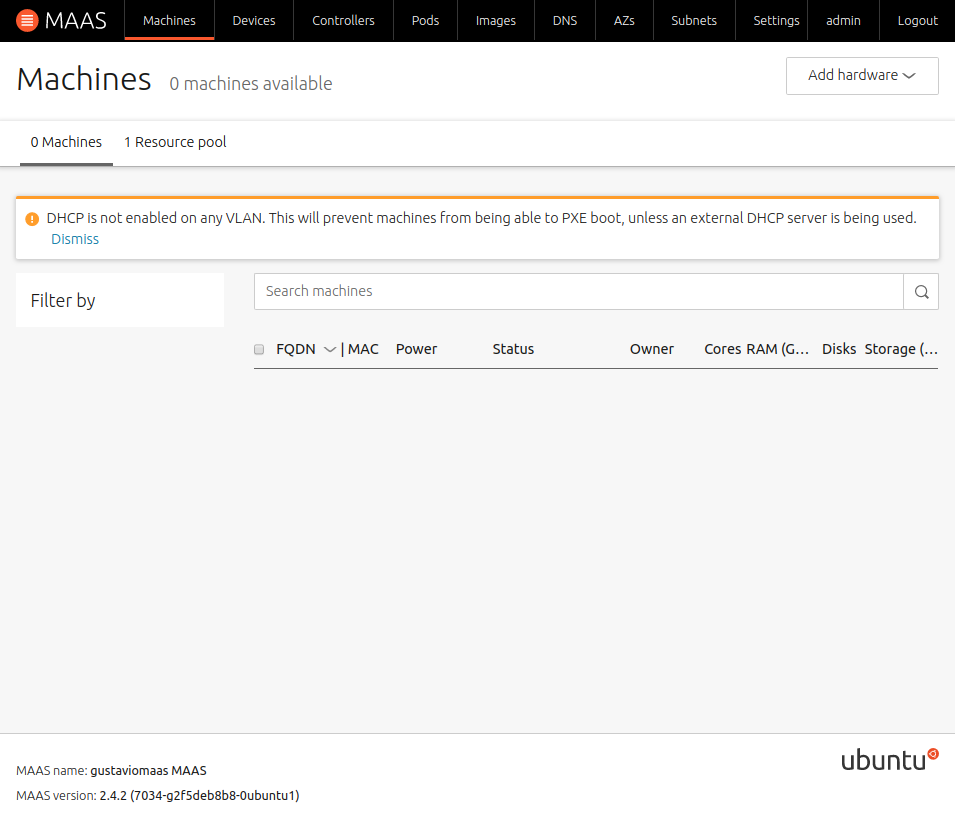 MAAS Machines Devices Controllers Pods Images DNS AZs Subnets Settings admin Logout
Machines 0 machines available Add hardware
0 Machines 1 Resource pool
DHCP is not enabled on any VLAN. This will prevent machines from being able to PXE boot, unless an external DHCP server is being used.
Dismiss
Filter by
Search machines
FQDN | MAC Power Status Owner Cores RAM (G... Disks Storage (...
ubuntu
MAAS name: gustaviomaas MAAS
MAAS version: 2.4.2 (7034-g2f5deb8b8-0ubuntu1)